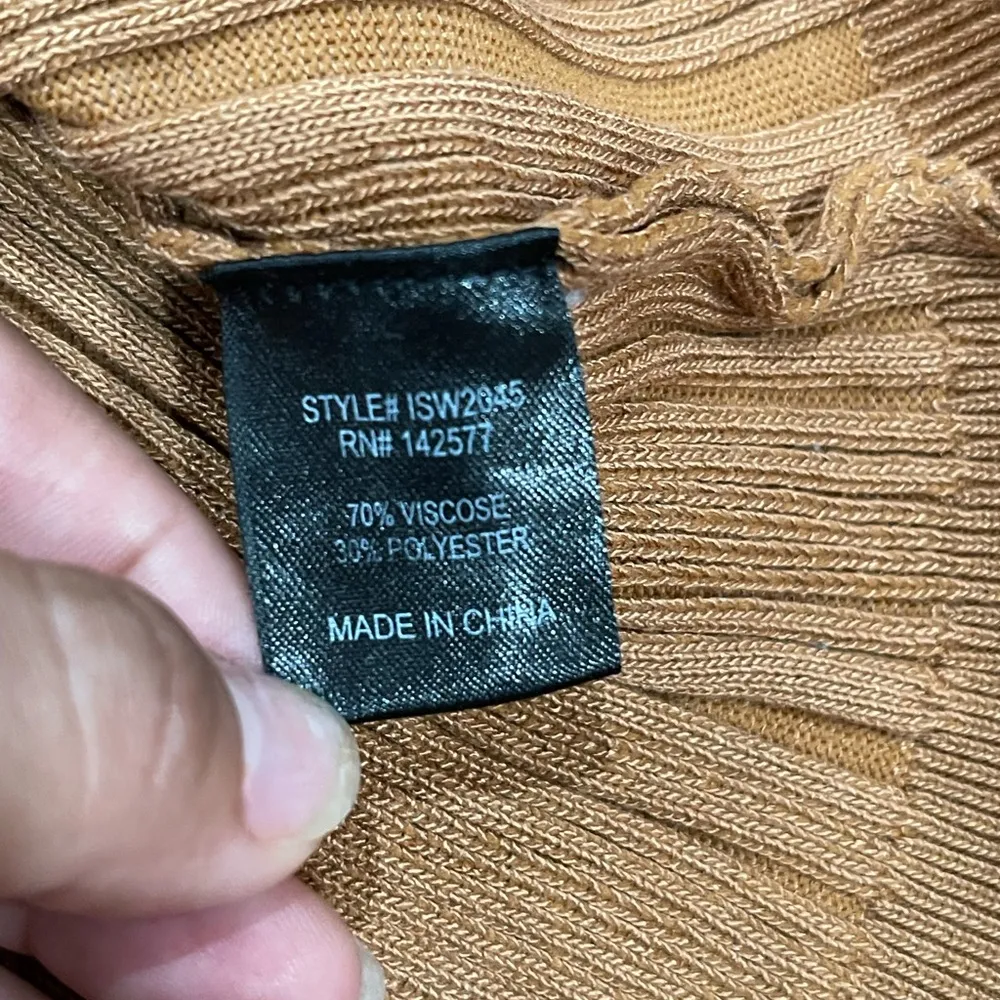 STYLE# ISW2045
RN# 142577
70% VISCOSE
30% POLYESTER
MADE IN CHINA